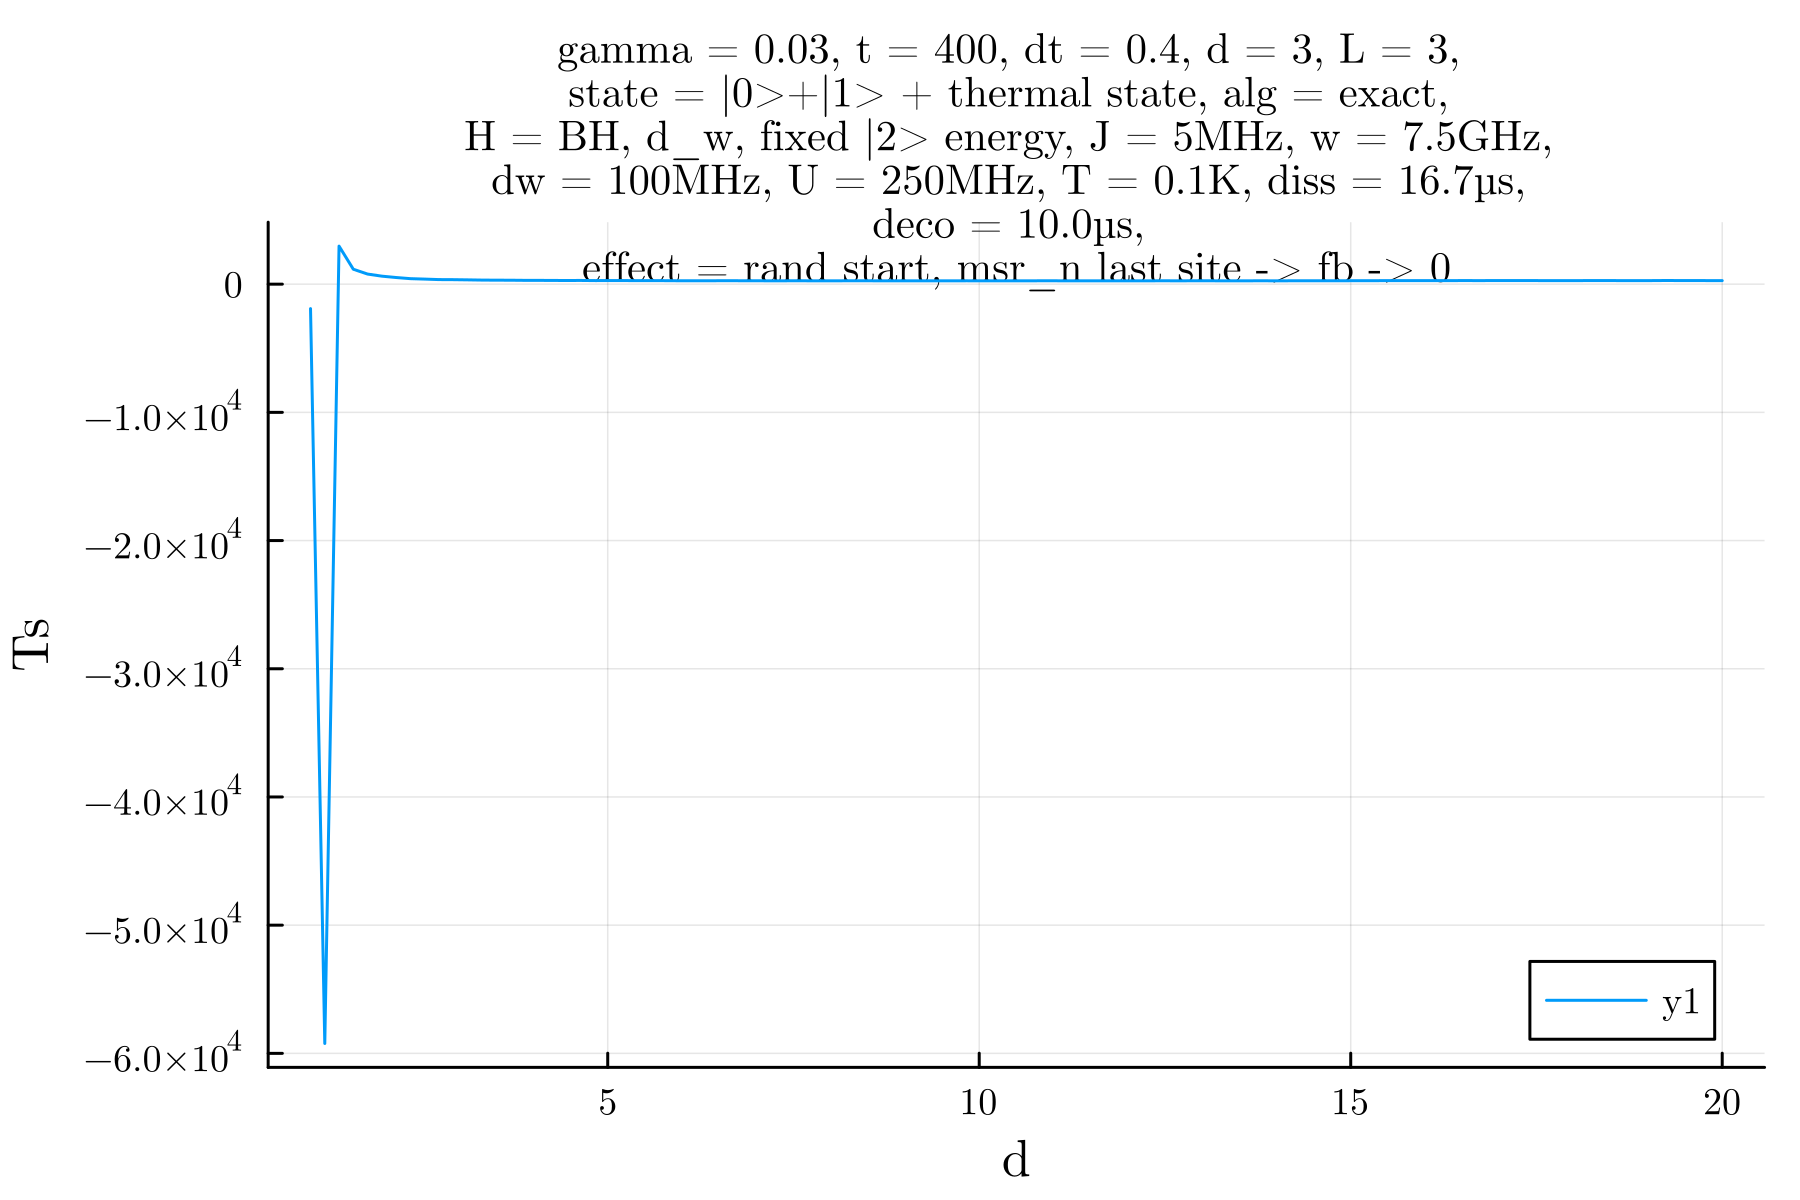 gamma = 0.03, t = 400, dt = 0.4, d = 3, L = 3,
state = |0>+|1> + thermal state, alg = exact,
H = BH, d_w, fixed |2> energy, J = 5MHz, w = 7.5GHz,
dw = 100MHz, U = 250MHz, T = 0.1K, diss = 16.7µs,
deco = 10.0µs,
effect = rand start, msr_n last site -> fb -> 0
0
−1.0×10⁴
−2.0×10⁴
−3.0×10⁴
−4.0×10⁴
−5.0×10⁴
−6.0×10⁴
Ts
y1
5 10 15 20
d